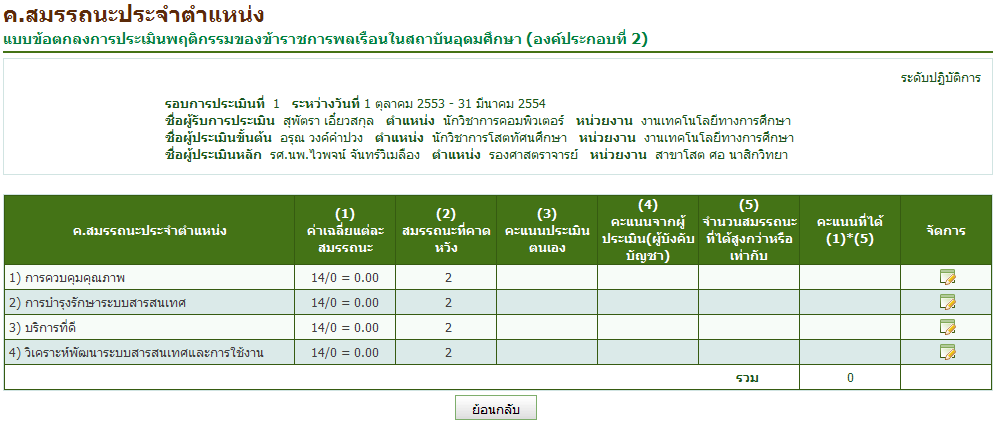 ค.สมรรถนะประจำตำแหน่ง
แบบข้อตกลงการประเมินพฤติกรรมของข้าราชการพลเรือนในสถาบันอุดมศึกษา (องค์ประกอบที่ 2)
ระดับปฏิบัติการ
รอบการประเมินที่ 1 ระหว่างวันที่ 1 ตุลาคม 2553 - 31 มีนาคม 2554
ชื่อผู้รับการประเมิน สุพัตรา เอี่ยวสกุล ตำแหน่ง นักวิชาการคอมพิวเตอร์ หน่วยงาน งานเทคโนโลยีทางการศึกษา
ชื่อผู้ประเมินขั้นต้น อรุณ วงค์คำปวง ตำแหน่ง นักวิชาการโสตทัศนศึกษา หน่วยงาน งานเทคโนโลยีทางการศึกษา
ชื่อผู้ประเมินหลัก รศ.นพ.ไวพจน์ จันทร์วิเมลือง ตำแหน่ง รองศาสตราจารย์ หน่วยงาน สาขาโสต ศอ นาสิกวิทยา
ค.สมรรถนะประจำตำแหน่ง
(1)
ค่าเฉลี่ยแต่ละ
สมรรถนะ
(2)
สมรรถนะที่คาด
หวัง
(3)
คะแนนประเมิน
ตนเอง
(4)
คะแนนจากผู้
ประเมิน(ผู้บังคับ
บัญชา)
(5)
จำนวนสมรรถนะ
ที่ได้สูงกว่าหรือ
เท่ากับ
คะแนนที่ได้
(1)*(5)
จัดการ
1) การควบคุมคุณภาพ 14/0 = 0.00 2
2) การบำรุงรักษาระบบสารสนเทศ 14/0 = 0.00 2
3) บริการที่ดี 14/0 = 0.00 2
4) วิเคราะห์พัฒนาระบบสารสนเทศและการใช้งาน 14/0 = 0.00 2
รวม 0
ย้อนกลับ